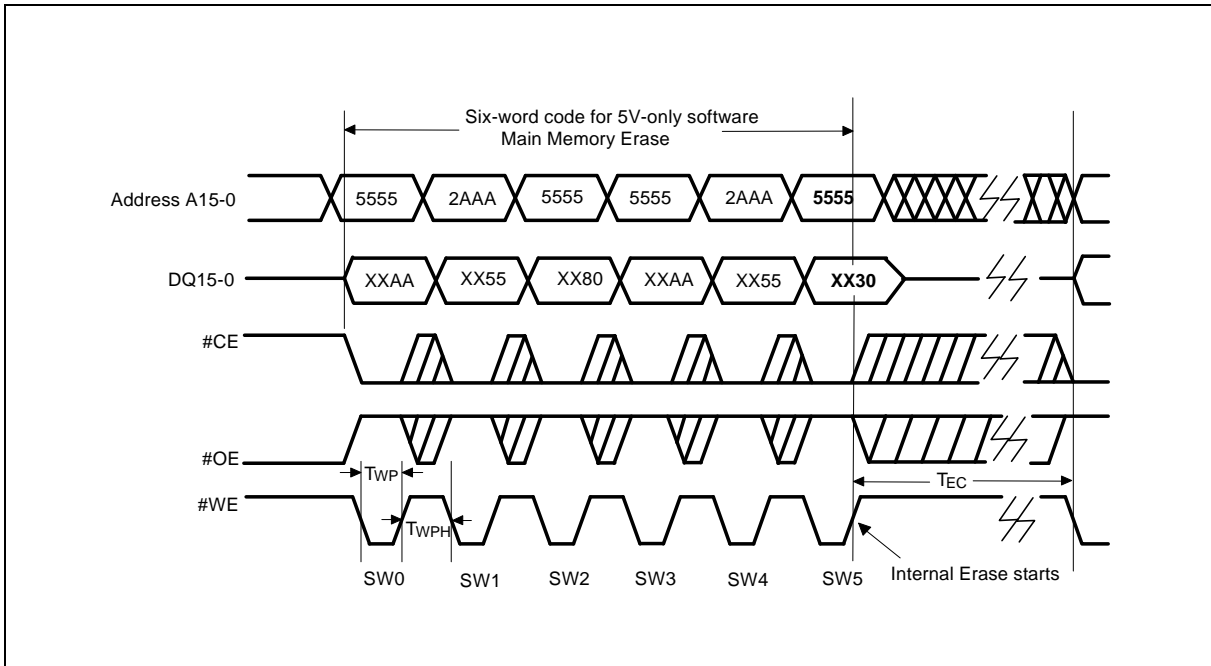 Six-word code for 5V-only software
Main Memory Erase
Address A15-0
5555
2AAA
5555
5555
2AAA
5555
DQ15-0
XXAA
XX55
XX80
XXAA
XX55
XX30
#CE
#OE
TWP
TEC
#WE
TWPH
SW0
SW1
SW2
SW3
SW4
SW5
Internal Erase starts